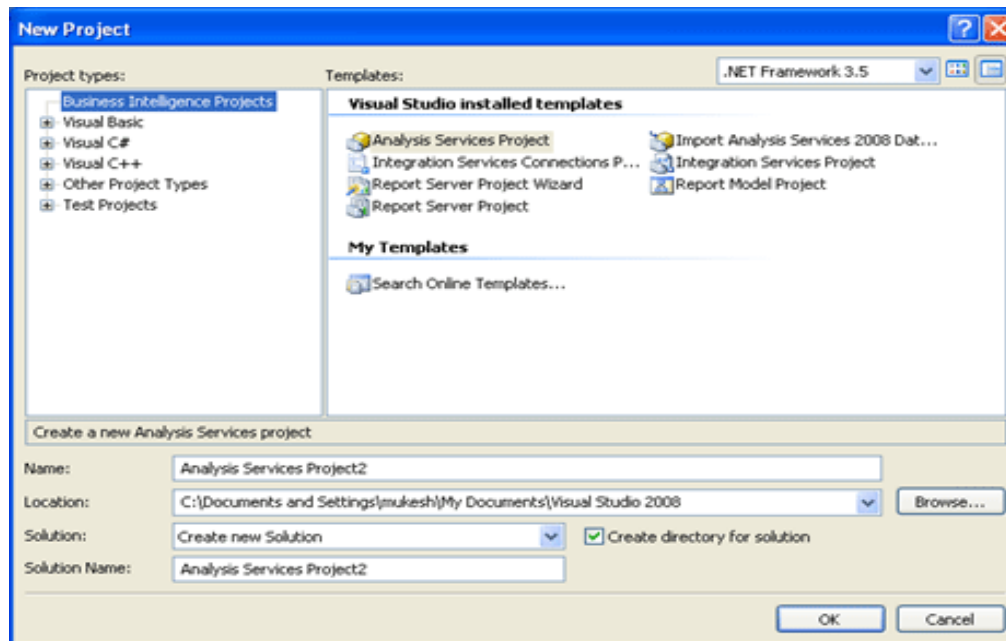 New Project
Project types:
Templates:
.NET Framework 3.5
Business Intelligence Projects
Visual Basic
Visual C#
Visual C++
Other Project Types
Test Projects
Visual Studio installed templates
Analysis Services Project
Import Analysis Services 2008 Dat...
Integration Services Connections P...
Integration Services Project
Report Server Project Wizard
Report Model Project
Report Server Project
My Templates
Search Online Templates...
Create a new Analysis Services project
Name:
Analysis Services Project2
Location:
C:\Documents and Settings\mukesh\My Documents\Visual Studio 2008
Browse...
Solution:
Create new Solution
Create directory for solution
Solution Name:
Analysis Services Project2
OK
Cancel